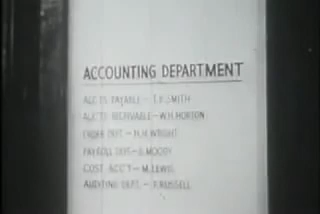 ACCOUNTING DEPARTMENT
ACC'TS PAYABLE - T.P. SMITH
ACC'TS RECEIVABLE - W.H. HORTON
ORDER DEPT. - H.H. WRIGHT
PAYROLL DEPT. - MOODY
COST ACC'T - M. LEWIS
AUDITING DEPT. - RUSSELL